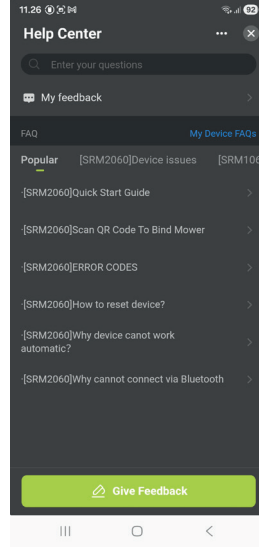 11.26
92
Help Center
Enter your questions
My feedback
FAQ
My Device FAQs
Popular
[SRM2060]Device issues
[SRM106
·[SRM2060]Quick Start Guide
·[SRM2060]Scan QR Code To Bind Mower
·[SRM2060]ERROR CODES
·[SRM2060]How to reset device?
·[SRM2060]Why device canot work
automatic?
·[SRM2060]Why cannot connect via Bluetooth
Give Feedback